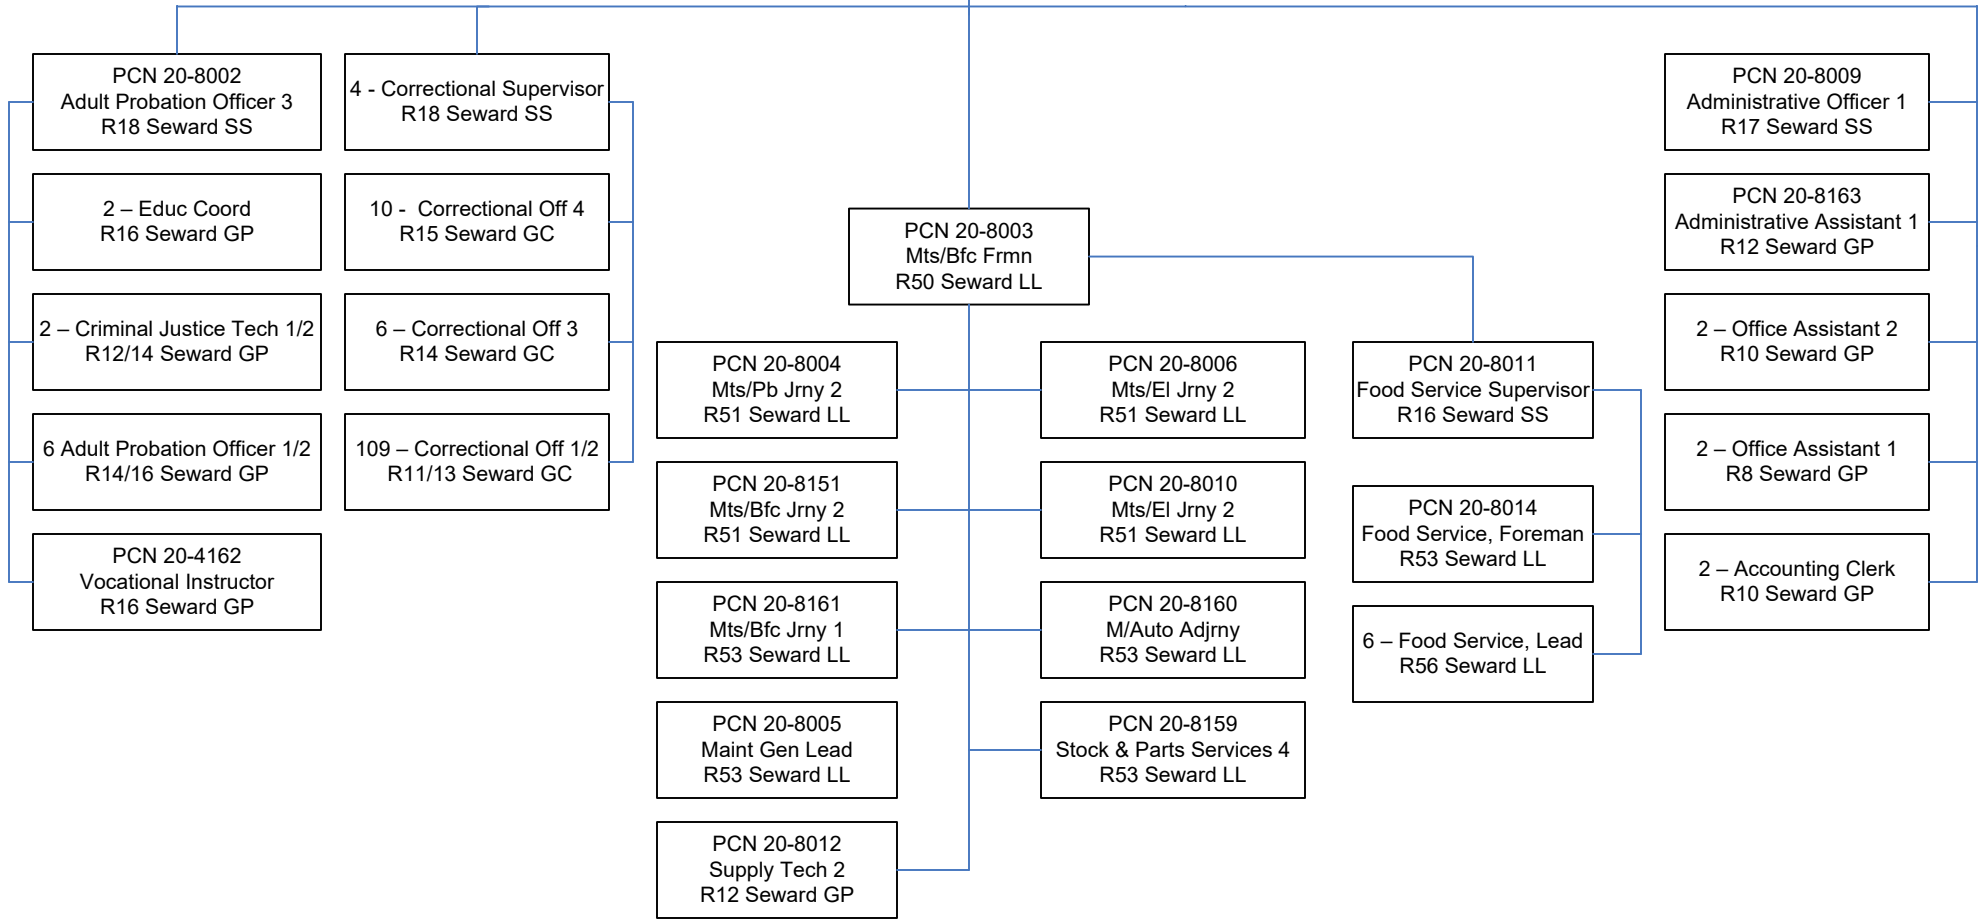 PCN 20-8002
Adult Probation Officer 3
R18 Seward SS
2 – Educ Coord
R16 Seward GP
2 – Criminal Justice Tech 1/2
R12/14 Seward GP
6 Adult Probation Officer 1/2
R14/16 Seward GP
PCN 20-4162
Vocational Instructor
R16 Seward GP
4 - Correctional Supervisor
R18 Seward SS
10 -  Correctional Off 4
R15 Seward GC
6 – Correctional Off 3
R14 Seward GC
109 – Correctional Off 1/2
R11/13 Seward GC
PCN 20-8003
Mts/Bfc Frmn
R50 Seward LL
PCN 20-8004
Mts/Pb Jrny 2
R51 Seward LL
PCN 20-8151
Mts/Bfc Jrny 2
R51 Seward LL
PCN 20-8161
Mts/Bfc Jrny 1
R53 Seward LL
PCN 20-8005
Maint Gen Lead
R53 Seward LL
PCN 20-8012
Supply Tech 2
R12 Seward GP
PCN 20-8006
Mts/El Jrny 2
R51 Seward LL
PCN 20-8010
Mts/El Jrny 2
R51 Seward LL
PCN 20-8160
M/Auto Adjrny
R53 Seward LL
PCN 20-8159
Stock & Parts Services 4
R53 Seward LL
PCN 20-8011
Food Service Supervisor
R16 Seward SS
PCN 20-8014
Food Service, Foreman
R53 Seward LL
6 – Food Service, Lead
R56 Seward LL
PCN 20-8009
Administrative Officer 1
R17 Seward SS
PCN 20-8163
Administrative Assistant 1
R12 Seward GP
2 – Office Assistant 2
R10 Seward GP
2 – Office Assistant 1
R8 Seward GP
2 – Accounting Clerk
R10 Seward GP